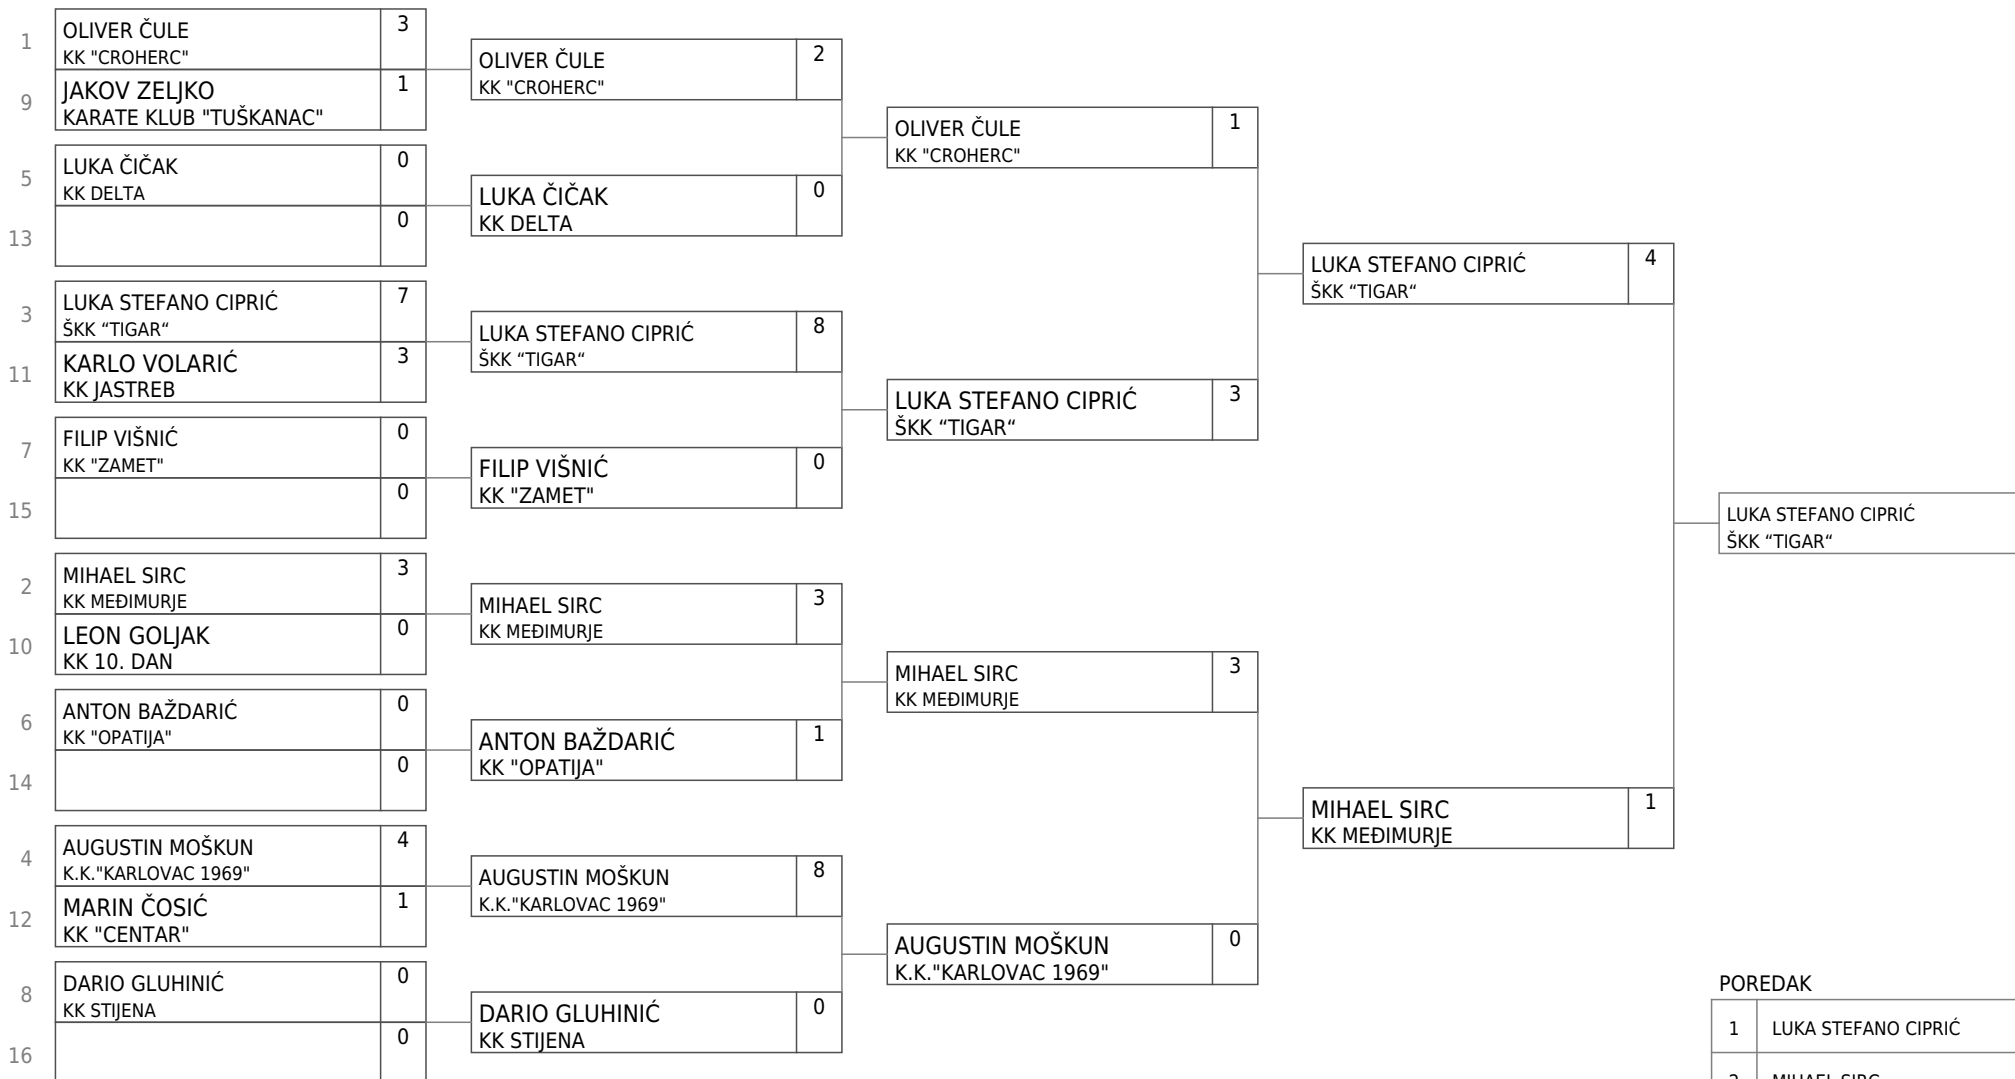 1
OLIVER ČULE
KK "CROHERC"
3
9
JAKOV ZELJKO
KARATE KLUB "TUŠKANAC"
1
5
LUKA ČIČAK
KK DELTA
0
13
0
3
LUKA STEFANO CIPRIĆ
ŠKK “TIGAR“
7
11
KARLO VOLARIĆ
KK JASTREB
3
7
FILIP VIŠNIĆ
KK "ZAMET"
0
15
0
2
MIHAEL SIRC
KK MEĐIMURJE
3
10
LEON GOLJAK
KK 10. DAN
0
6
ANTON BAŽDARIĆ
KK "OPATIJA"
0
14
0
4
AUGUSTIN MOŠKUN
K.K."KARLOVAC 1969"
4
12
MARIN ČOSIĆ
KK "CENTAR"
1
8
DARIO GLUHINIĆ
KK STIJENA
0
16
0
OLIVER ČULE
KK "CROHERC"
2
LUKA ČIČAK
KK DELTA
0
LUKA STEFANO CIPRIĆ
ŠKK “TIGAR“
8
FILIP VIŠNIĆ
KK "ZAMET"
0
MIHAEL SIRC
KK MEĐIMURJE
3
ANTON BAŽDARIĆ
KK "OPATIJA"
1
AUGUSTIN MOŠKUN
K.K."KARLOVAC 1969"
8
DARIO GLUHINIĆ
KK STIJENA
0
OLIVER ČULE
KK "CROHERC"
1
LUKA STEFANO CIPRIĆ
ŠKK “TIGAR“
3
MIHAEL SIRC
KK MEĐIMURJE
3
AUGUSTIN MOŠKUN
K.K."KARLOVAC 1969"
0
LUKA STEFANO CIPRIĆ
ŠKK “TIGAR“
4
MIHAEL SIRC
KK MEĐIMURJE
1
LUKA STEFANO CIPRIĆ
ŠKK “TIGAR“
POREDAK
1 LUKA STEFANO CIPRIĆ
2 MIHAEL SIRC